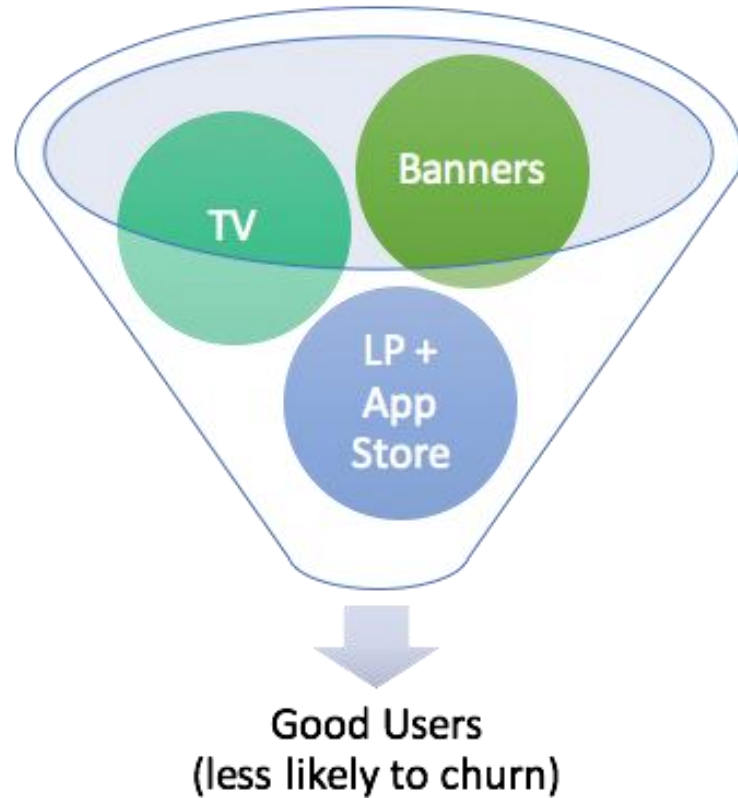 Banners
TV
LP +
App
Store
Good Users
(less likely to churn)